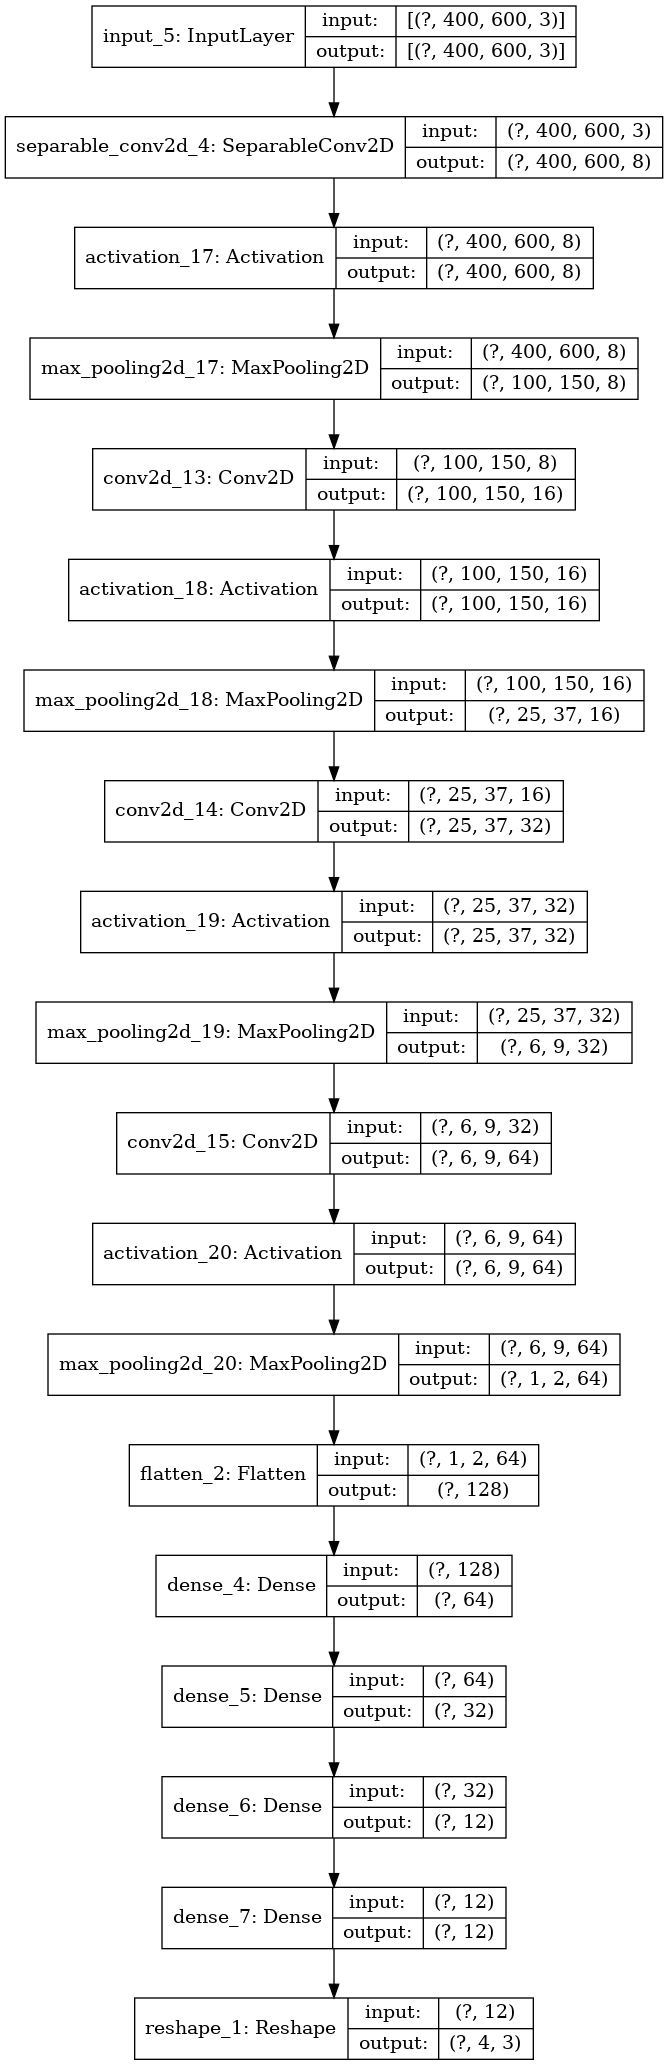 input_5: InputLayer
input: [(?, 400, 600, 3)]
output: [(?, 400, 600, 3)]
separable_conv2d_4: SeparableConv2D
input: (?, 400, 600, 3)
output: (?, 400, 600, 8)
activation_17: Activation
input: (?, 400, 600, 8)
output: (?, 400, 600, 8)
max_pooling2d_17: MaxPooling2D
input: (?, 400, 600, 8)
output: (?, 100, 150, 8)
conv2d_13: Conv2D
input: (?, 100, 150, 8)
output: (?, 100, 150, 16)
activation_18: Activation
input: (?, 100, 150, 16)
output: (?, 100, 150, 16)
max_pooling2d_18: MaxPooling2D
input: (?, 100, 150, 16)
output: (?, 25, 37, 16)
conv2d_14: Conv2D
input: (?, 25, 37, 16)
output: (?, 25, 37, 32)
activation_19: Activation
input: (?, 25, 37, 32)
output: (?, 25, 37, 32)
max_pooling2d_19: MaxPooling2D
input: (?, 25, 37, 32)
output: (?, 6, 9, 32)
conv2d_15: Conv2D
input: (?, 6, 9, 32)
output: (?, 6, 9, 64)
activation_20: Activation
input: (?, 6, 9, 64)
output: (?, 6, 9, 64)
max_pooling2d_20: MaxPooling2D
input: (?, 6, 9, 64)
output: (?, 1, 2, 64)
flatten_2: Flatten
input: (?, 1, 2, 64)
output: (?, 128)
dense_4: Dense
input: (?, 128)
output: (?, 64)
dense_5: Dense
input: (?, 64)
output: (?, 32)
dense_6: Dense
input: (?, 32)
output: (?, 12)
dense_7: Dense
input: (?, 12)
output: (?, 12)
reshape_1: Reshape
input: (?, 12)
output: (?, 4, 3)